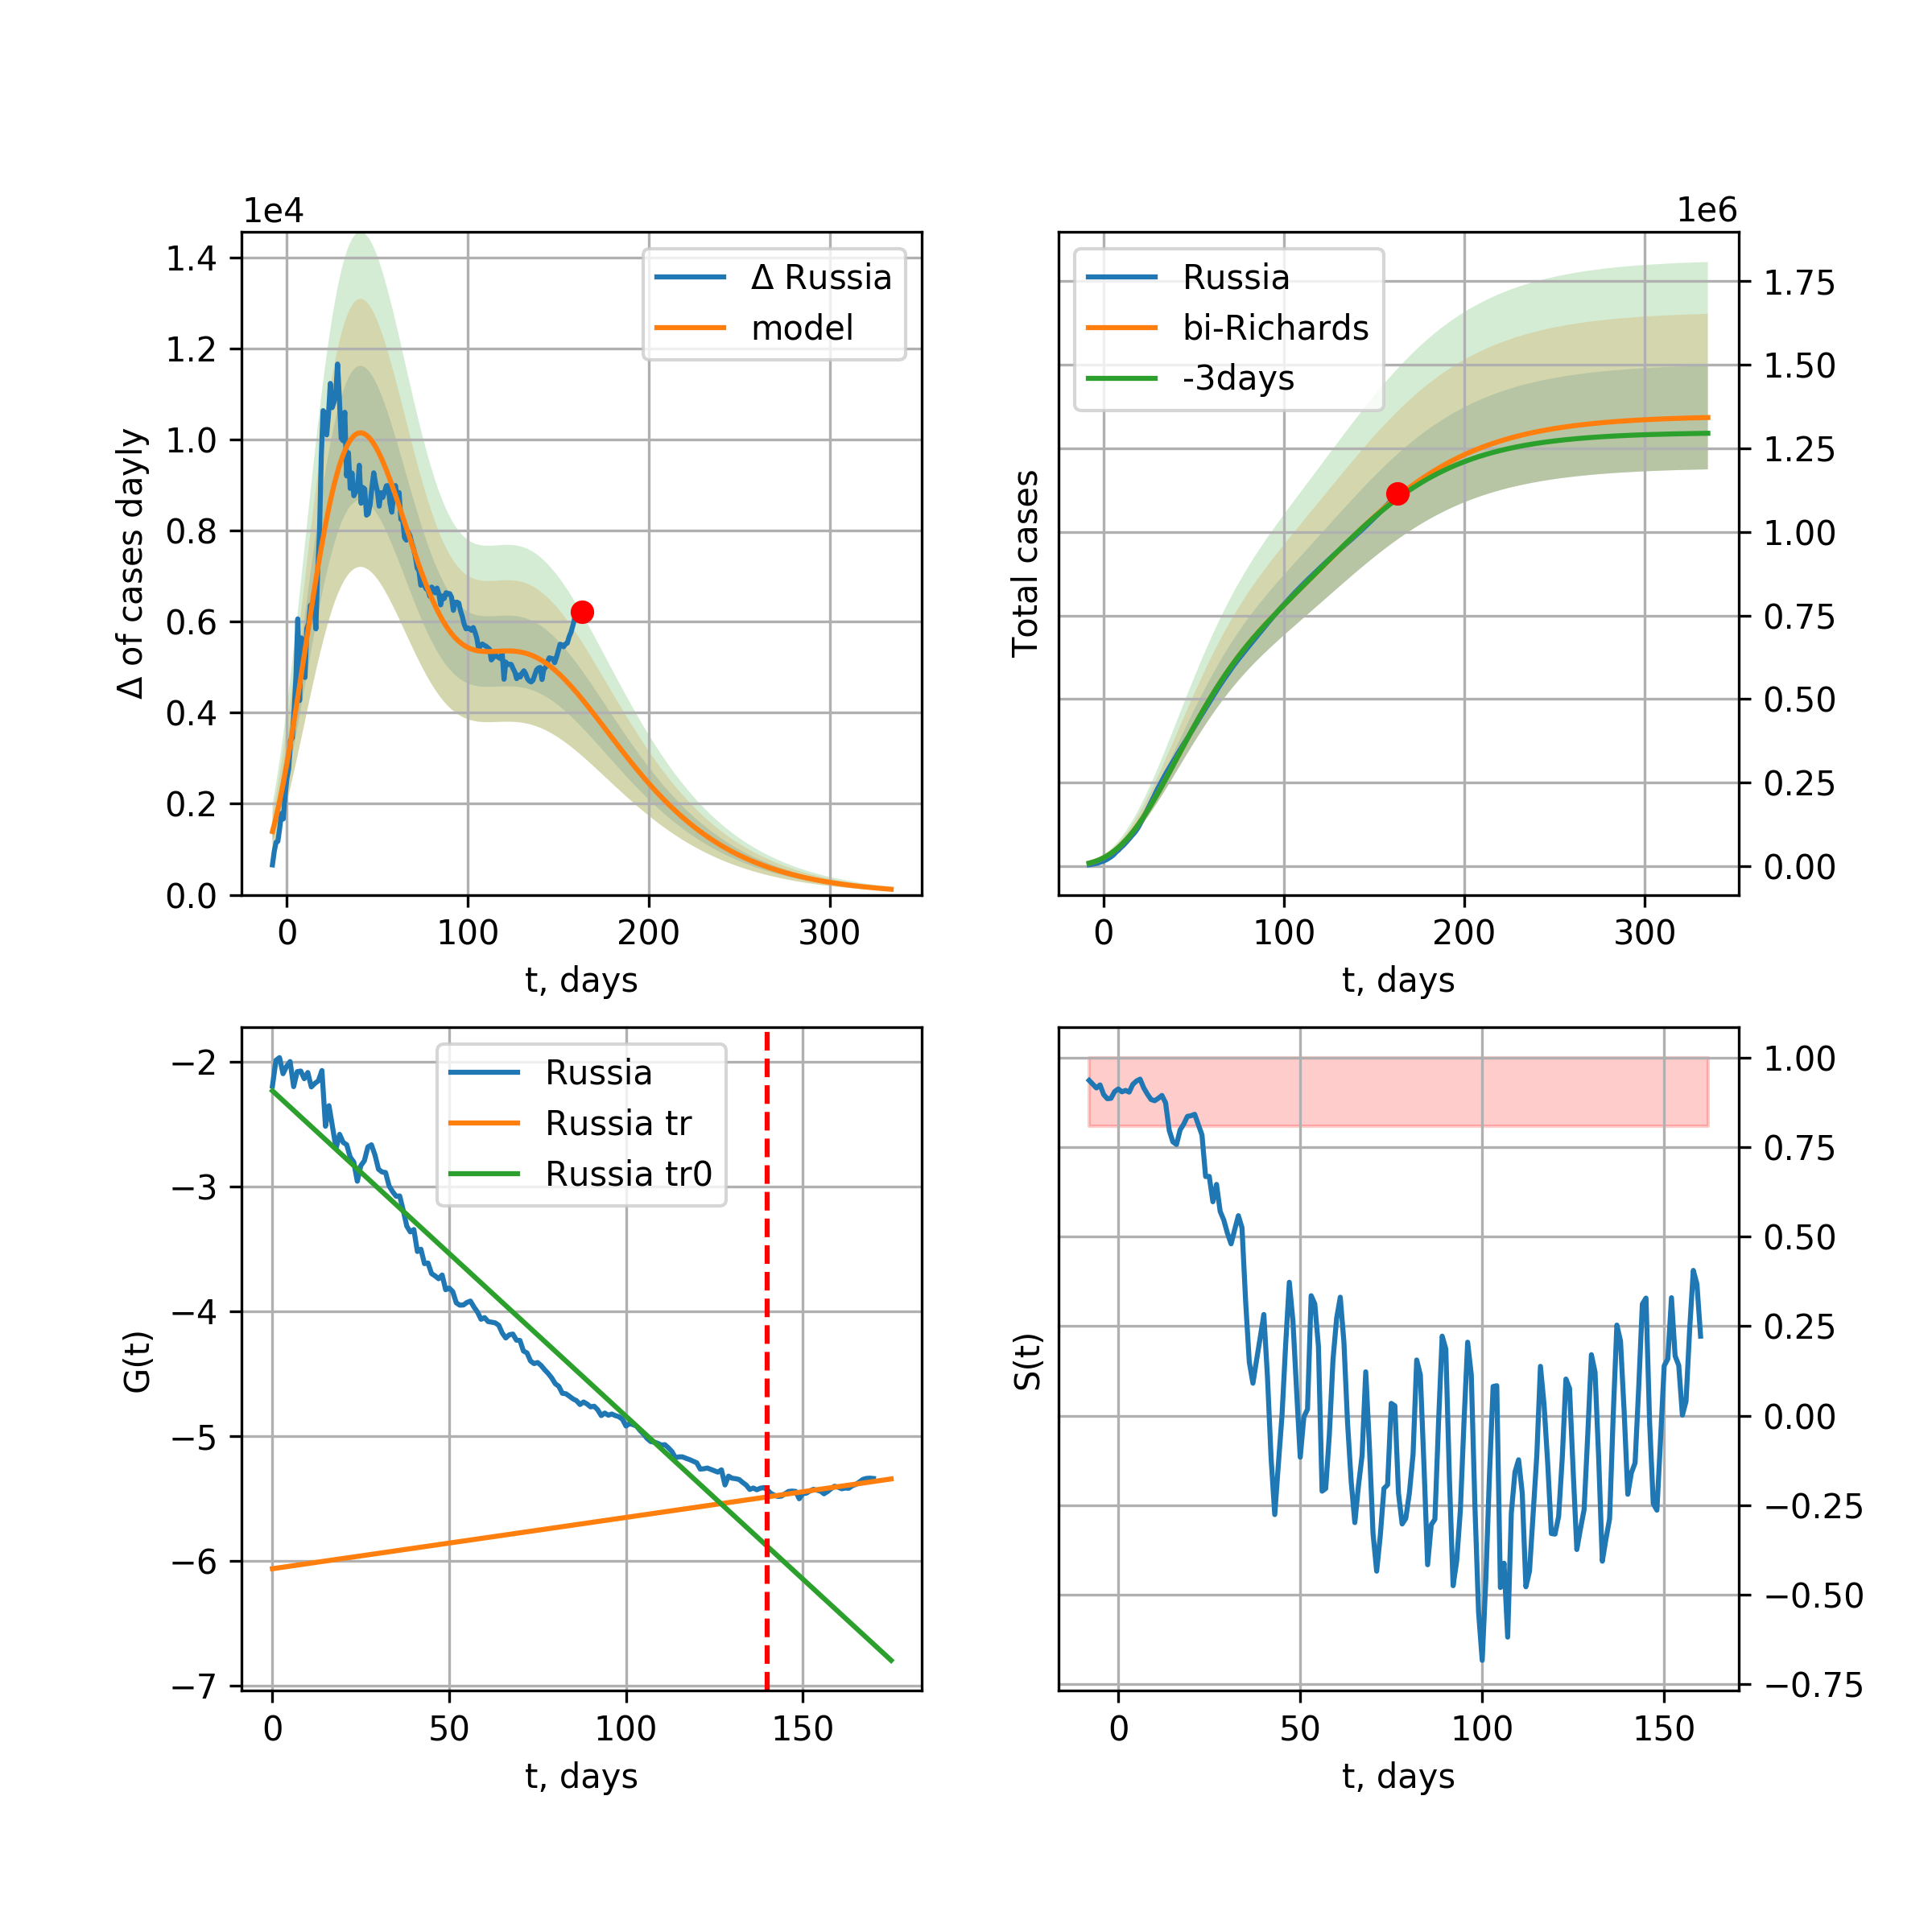 1e4
1.4
1.2
1.0
0.8
0.6
0.4
0.2
0.0
Δ of cases dayly
Δ Russia
model
0 100 200 300
t, days
1e6
Russia
bi-Richards
-3days
1.75
1.50
1.25
1.00
0.75
0.50
0.25
0.00
Total cases
0 100 200 300
t, days
−2
−3
−4
−5
−6
−7
G(t)
Russia
Russia tr
Russia tr0
0 50 100 150
t, days
1.00
0.75
0.50
0.25
0.00
−0.25
−0.50
−0.75
S(t)
0 50 100 150
t, days